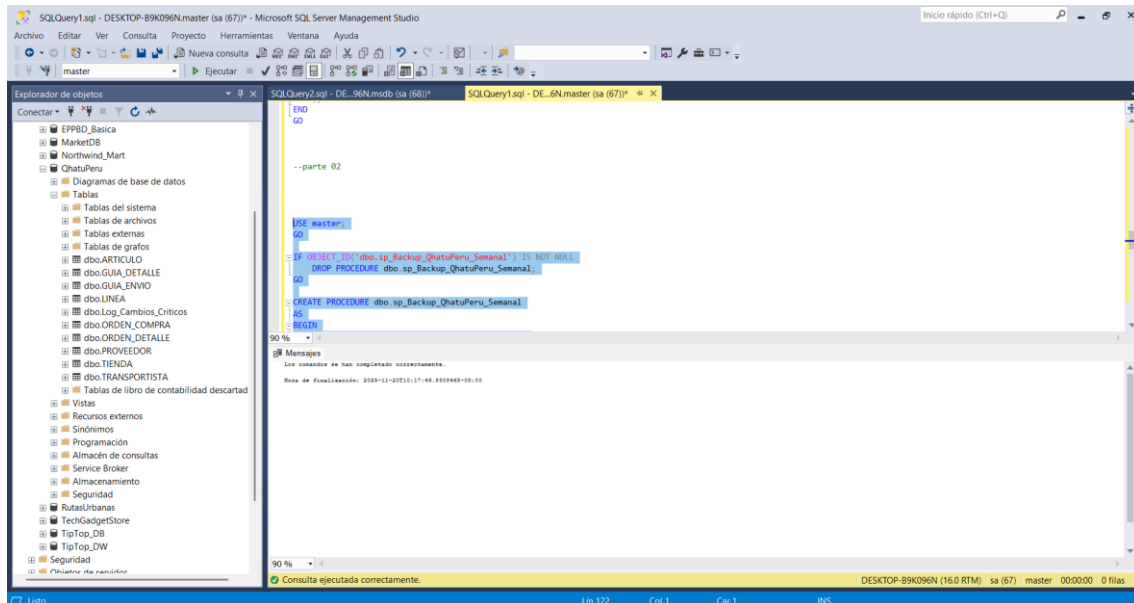 SQLQuery1.sql - DESKTOP-B9K096N.master (sa (67))* - Microsoft SQL Server Management Studio
Inicio rápido (Ctrl+Q)
Archivo Editar Ver Consulta Proyecto Herramientas Ventana Ayuda
Nueva consulta
master
Ejecutar
Explorador de objetos
Conectar
EPPBD_Basica
MarketDB
Northwind_Mart
QhatuPeru
Diagramas de base de datos
Tablas
Tablas del sistema
Tablas de archivos
Tablas externas
Tablas de grafos
dbo.ARTICULO
dbo.GUIA_DETALLE
dbo.GUIA_ENVIO
dbo.LINEA
dbo.Log_Cambios_Criticos
dbo.ORDEN_COMPRA
dbo.ORDEN_DETALLE
dbo.PROVEEDOR
dbo.TIENDA
dbo.TRANSPORTISTA
Tablas de libro de contabilidad descartad
Vistas
Recursos externos
Sinónimos
Programación
Almacén de consultas
Service Broker
Almacenamiento
Seguridad
RutasUrbanas
TechGadgetStore
TipTop_DB
TipTop_DW
Seguridad
Objetos de servidor
SQLQuery2.sql - DE...96N.msdb (sa (68))*
SQLQuery1.sql - DE...6N.master (sa (67))*
END
GO
--parte 02
USE master;
GO
IF OBJECT_ID('dbo.sp_Backup_QhatuPeru_Semanal') IS NOT NULL
DROP PROCEDURE dbo.sp_Backup_QhatuPeru_Semanal;
GO
CREATE PROCEDURE dbo.sp_Backup_QhatuPeru_Semanal
AS
BEGIN
90 %
Mensajes
Los comandos se han completado correctamente.
Hora de finalización:
90 %
Consulta ejecutada correctamente.
DESKTOP-B9K096N (16.0 RTM) sa (67) master 00:00:00 0 filas
Listo
Lín 122 Col 1 Car 1 INS